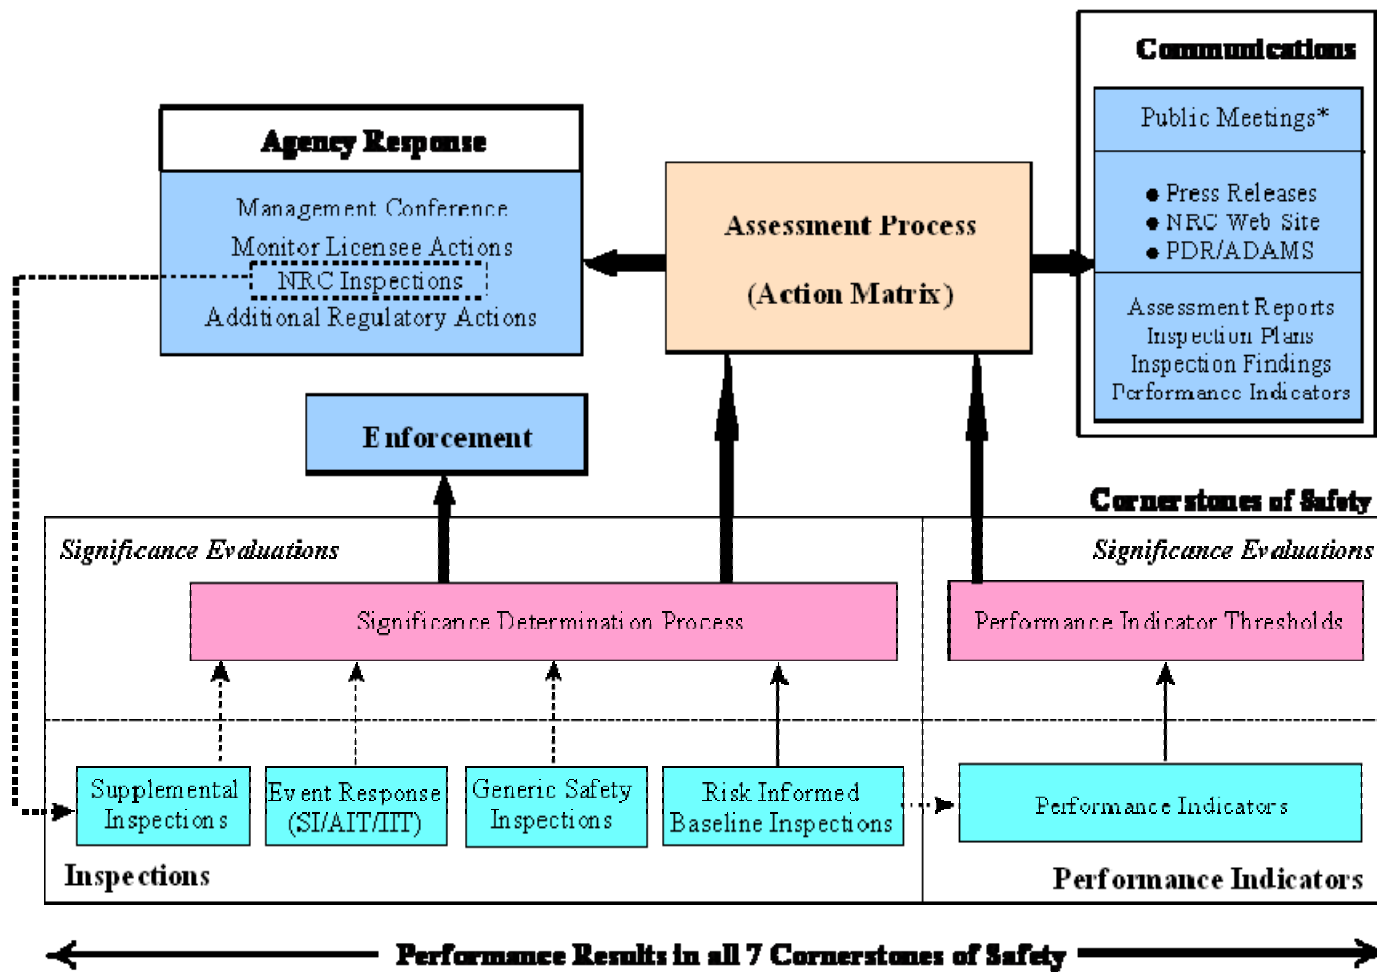 Communications
Public Meetings*
● Press Releases
● NRC Web Site
● PDR/ADAMS
Assessment Reports
Inspection Plans
Inspection Findings
Performance Indicators
Agency Response
Management Conference
Monitor Licensee Actions
NRC Inspections
Additional Regulatory Actions
Assessment Process
(Action Matrix)
Enforcement
Cornerstones of Safety
Significance Evaluations
Significance Evaluations
Significance Determination Process
Performance Indicator Thresholds
Supplemental
Inspections
Event Response
(SI/AIT/IIT)
Generic Safety
Inspections
Risk Informed
Baseline Inspections
Performance Indicators
Inspections
Performance Indicators
Performance Results in all 7 Cornerstones of Safety